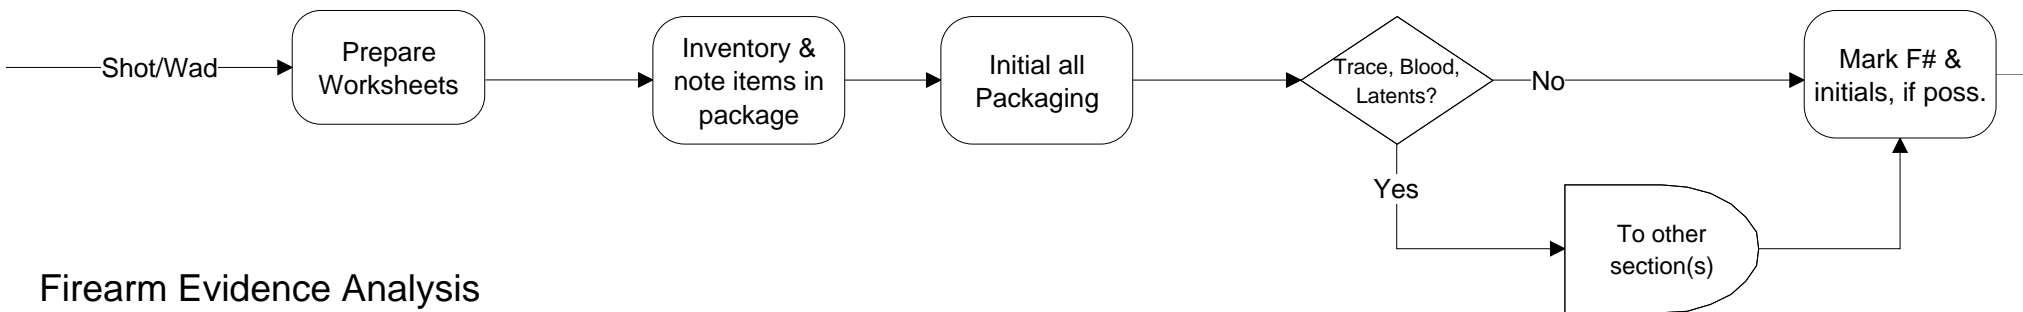 Shot/Wad
Prepare
Worksheets
Inventory &
note items in
package
Initial all
Packaging
Trace, Blood,
Latents?
No
Mark F# &
initials, if poss.
Yes
To other
section(s)
Firearm Evidence Analysis